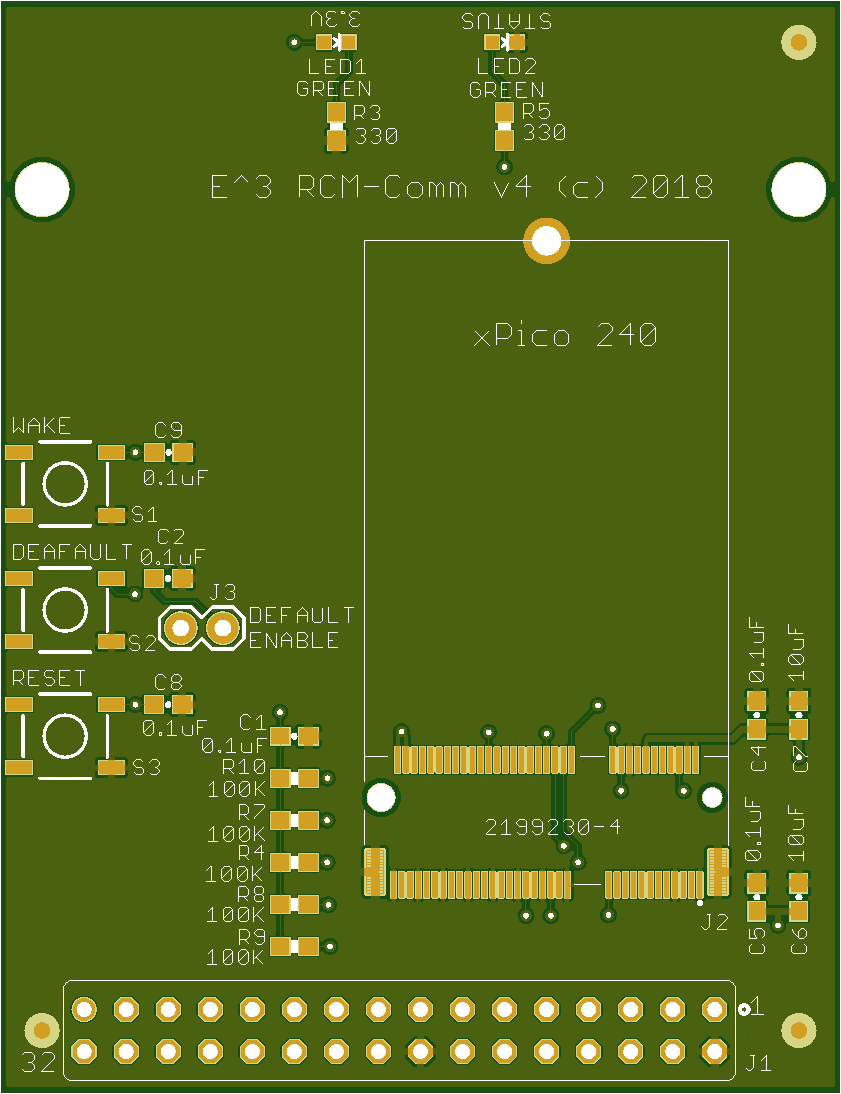 3.3V
STATUS
LED1
LED2
GREEN
GREEN
R3
R5
330
330
E^3 RCM-Comm v4 (c) 2018
xPico 240
WAKE
C9
0.1uF
S1
C2
DEAFAULT
0.1uF
J3
DEFAULT
ENABLE
S2
RESET
C8
0.1uF
S3
C1
0.1uF
R10
100K
R7
100K
R4
100K
R8
100K
R9
100K
0.1uF
10uF
C4
C7
2199230-4
0.1uF
10uF
J2
C5
C6
1
32
J1